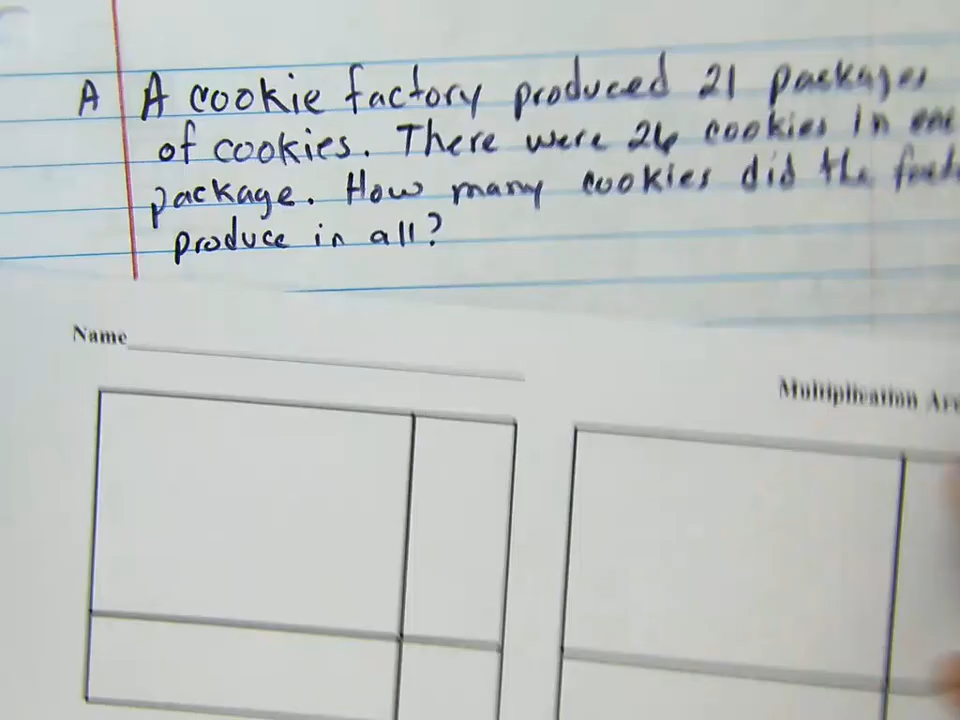 A A cookie factory produced 21 packages
of cookies. There were 26 cookies in one
package. How many cookies did the
produce in all?
Name
Multiplication